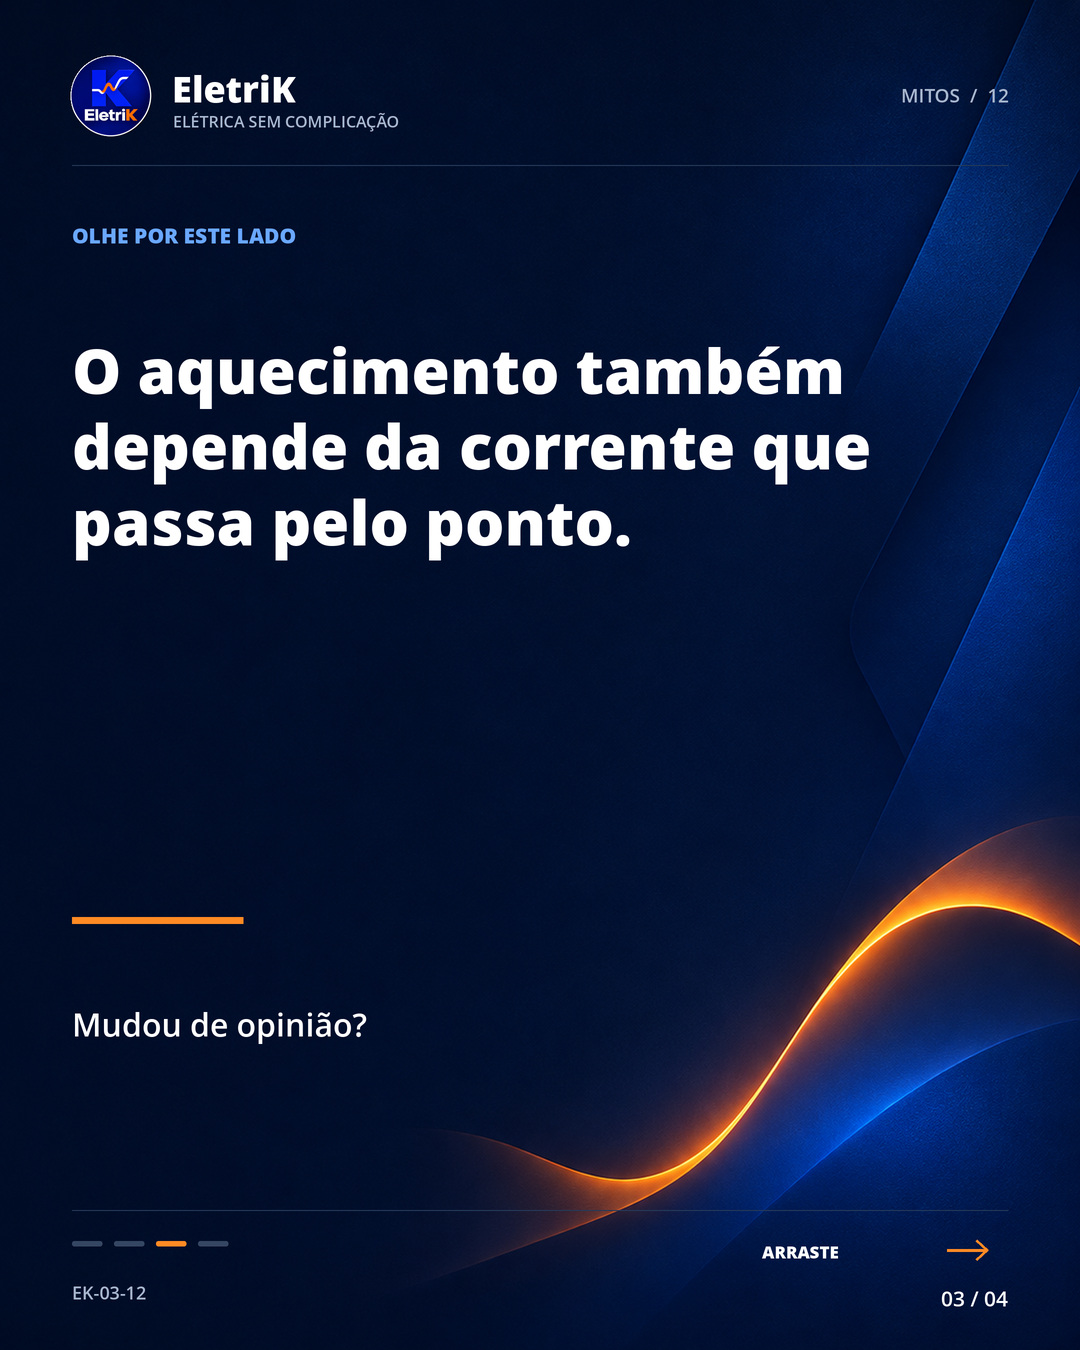 K
EletriK
EletriK
ELÉTRICA SEM COMPLICAÇÃO
MITOS / 12
OLHE POR ESTE LADO
O aquecimento também
depende da corrente que
passa pelo ponto.
Mudou de opinião?
ARRASTE
EK-03-12
03 / 04